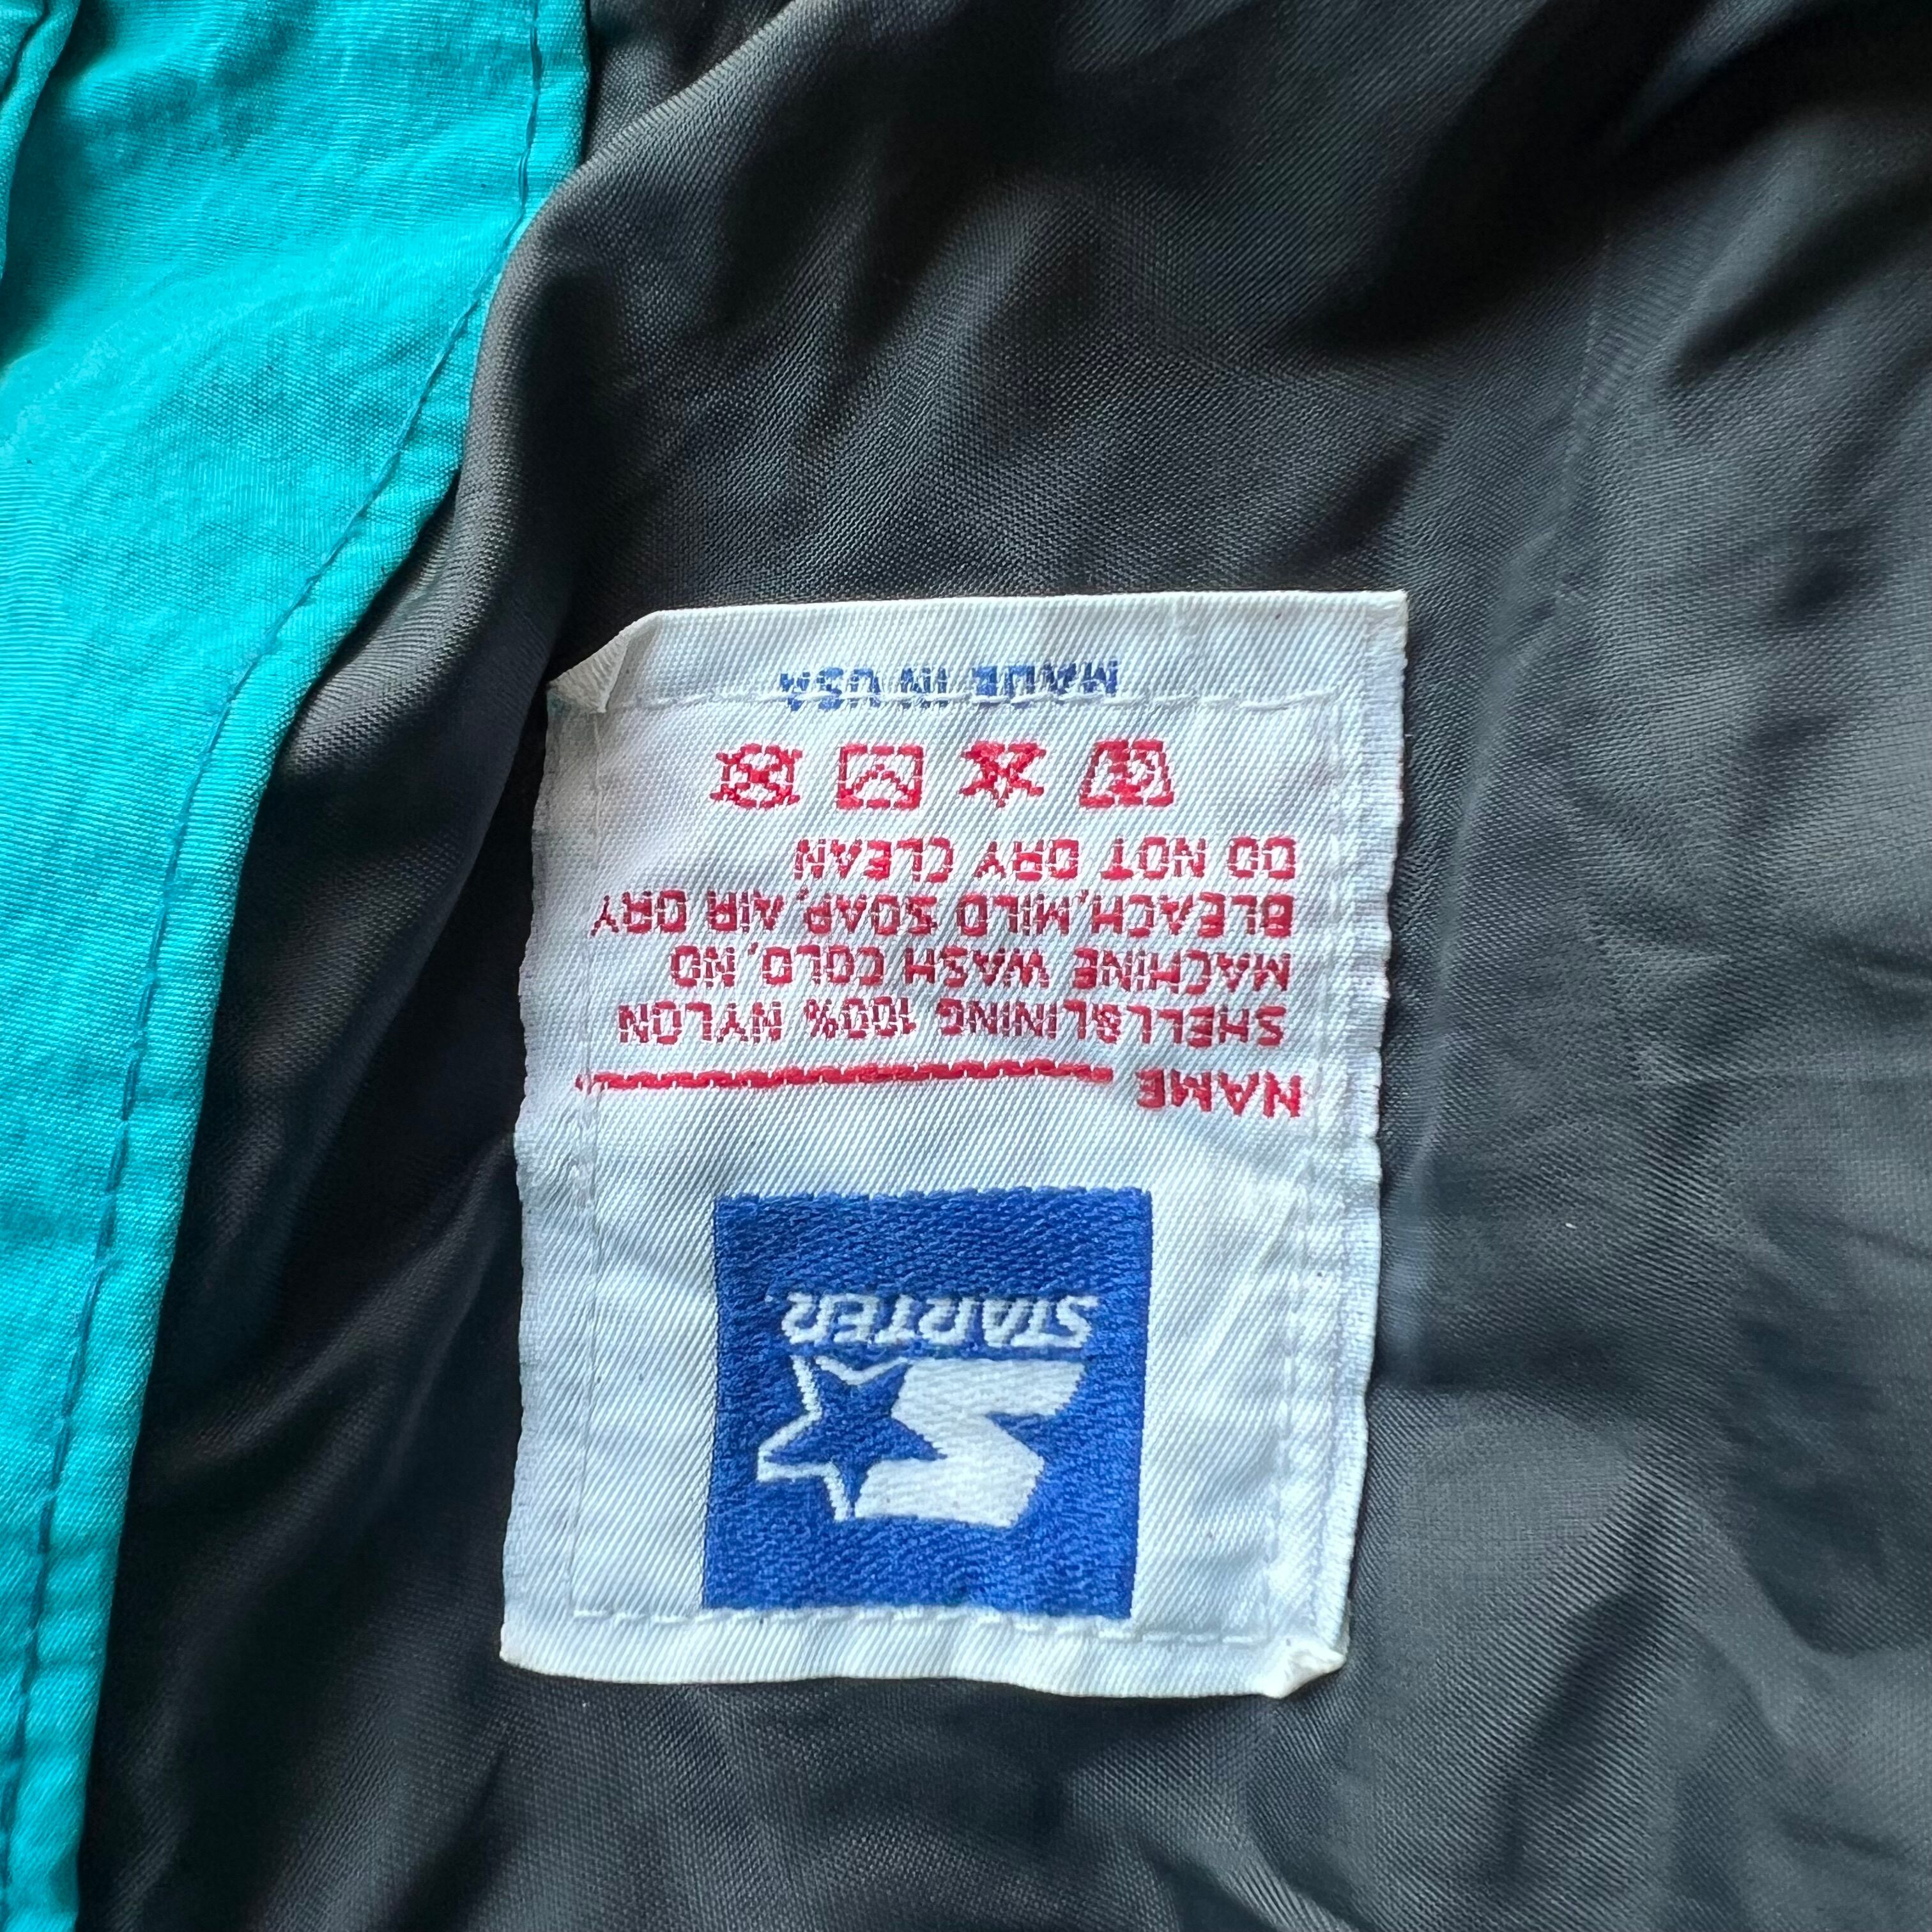 STARTER
NAME
SHELL&LINING 100% NYLON
MACHINE WASH COLD, NO
BLEACH, MILD SOAP, AIR DRY
DO NOT DRY CLEAN
MADE IN USA